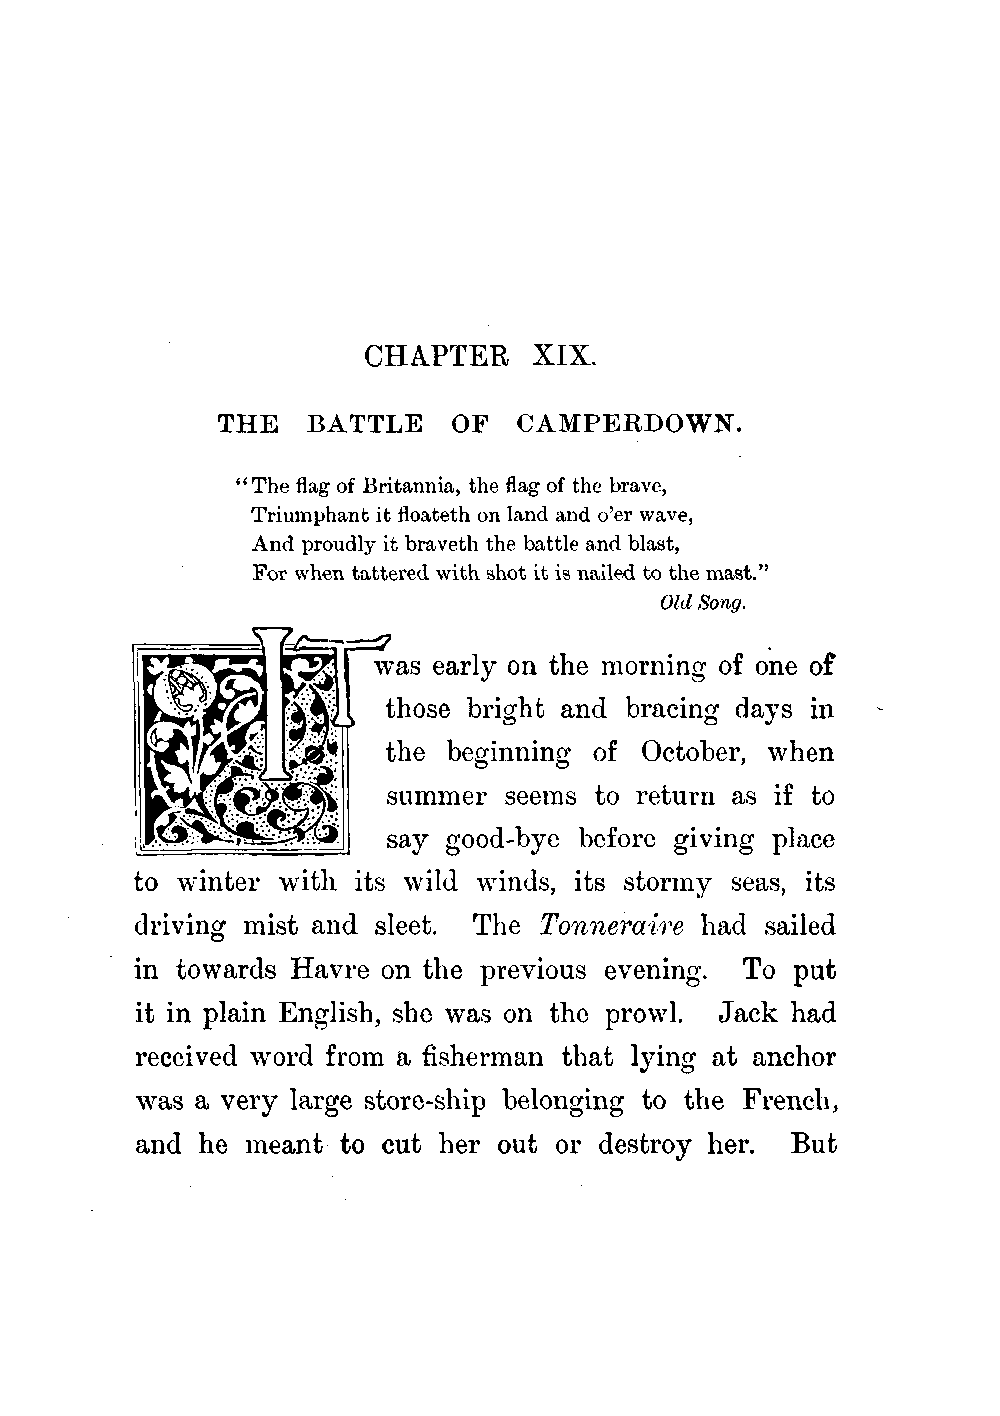 CHAPTER XIX.
THE BATTLE OF CAMPERDOWN.
“The flag of Britannia, the flag of the brave,
Triumphant it floateth on land and o’er wave,
And proudly it braveth the battle and blast,
For when tattered with shot it is nailed to the mast.”
Old Song.
IT was early on the morning of one of
those bright and bracing days in
the beginning of October, when
summer seems to return as if to
say good-bye before giving place
to winter with its wild winds, its stormy seas, its
driving mist and sleet. The Tonneraire had sailed
in towards Havre on the previous evening. To put
it in plain English, she was on the prowl. Jack had
received word from a fisherman that lying at anchor
was a very large store-ship belonging to the French,
and he meant to cut her out or destroy her. But